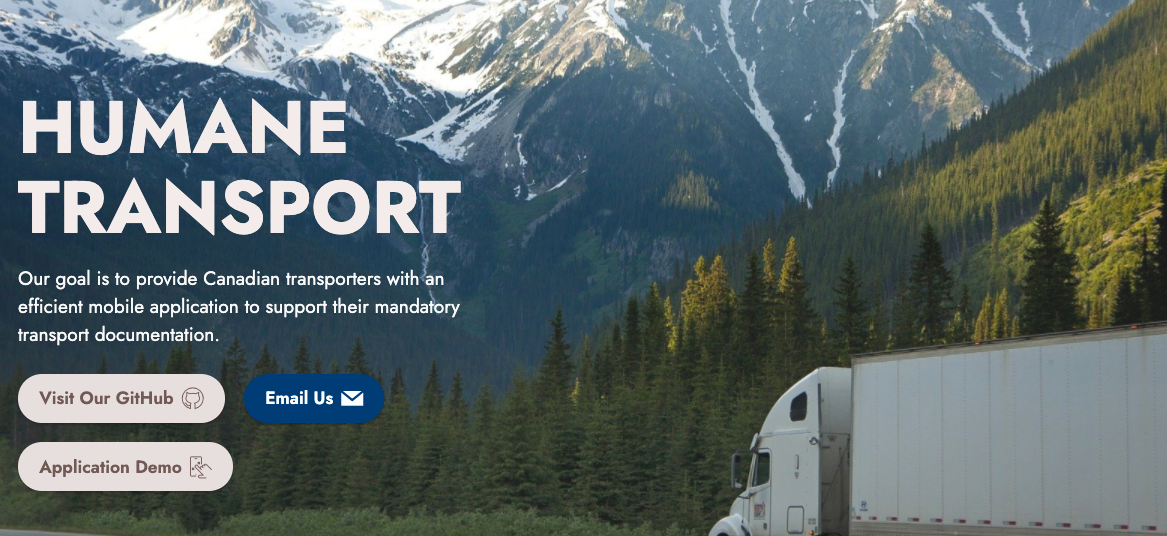 HUMANE
TRANSPORT
Our goal is to provide Canadian transporters with an
efficient mobile application to support their mandatory
transport documentation.
Visit Our GitHub
Email Us
Application Demo